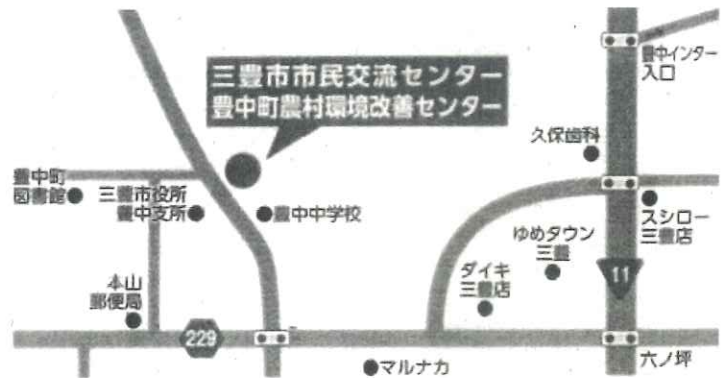 豊中インター
入口
三豊市市民交流センター
豊中町農村環境改善センター
久保歯科
豊中町
図書館
三豊市役所
豊中支所
豊中中学校
スシロー
三豊店
ゆめタウン
三豊
ダイキ
三豊店
11
本山
郵便局
229
六ノ坪
マルナカ